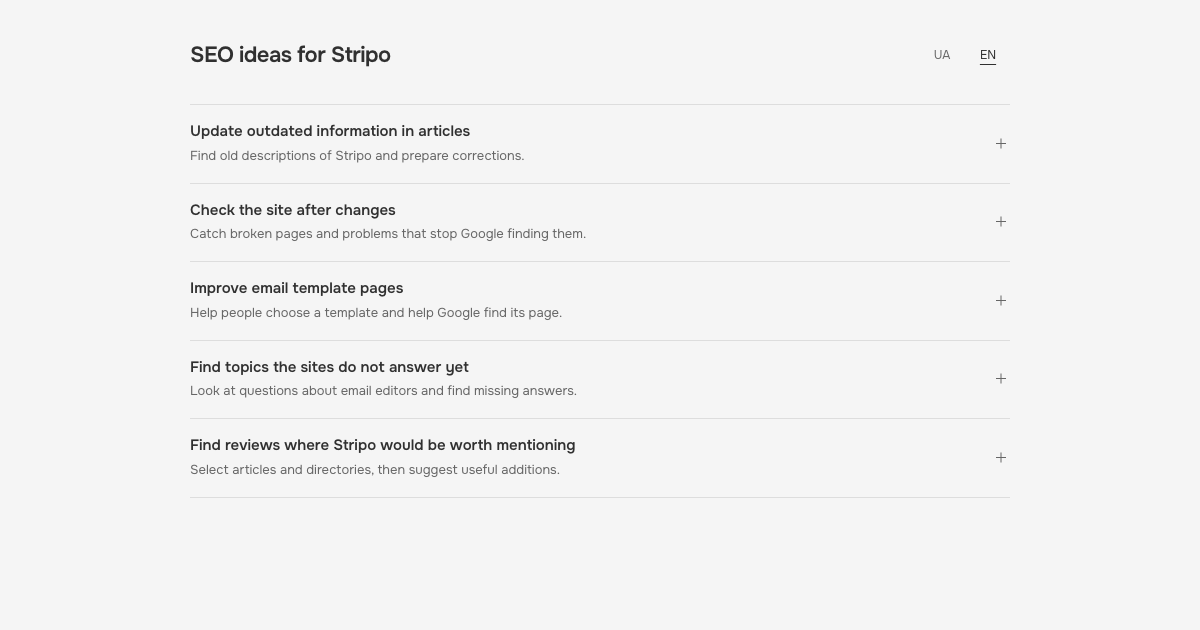 SEO ideas for Stripo
UA EN
Update outdated information in articles
Find old descriptions of Stripo and prepare corrections.
Check the site after changes
Catch broken pages and problems that stop Google finding them.
Improve email template pages
Help people choose a template and help Google find its page.
Find topics the sites do not answer yet
Look at questions about email editors and find missing answers.
Find reviews where Stripo would be worth mentioning
Select articles and directories, then suggest useful additions.